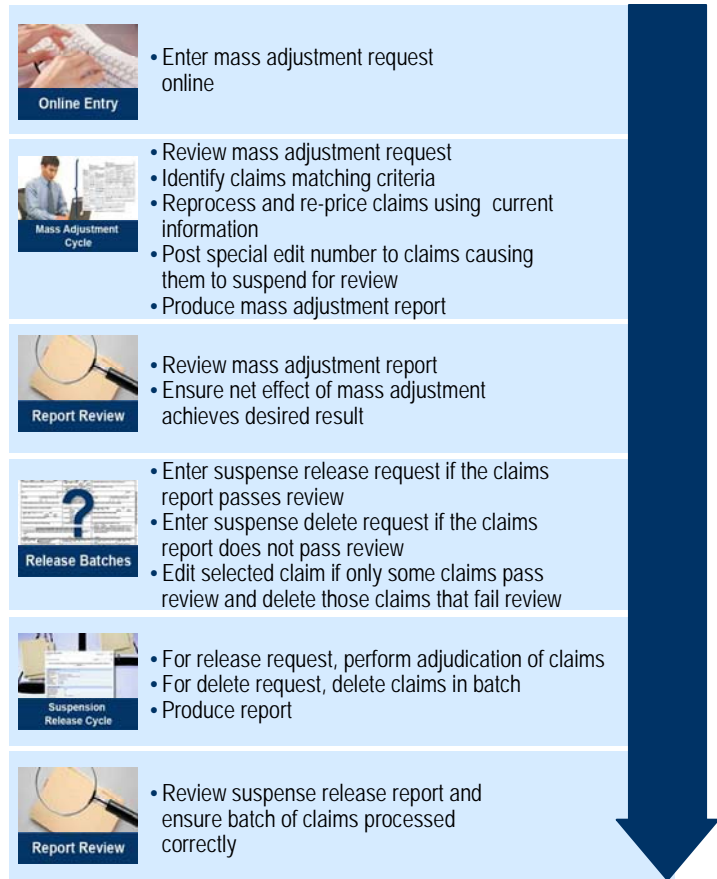 Online Entry
• Enter mass adjustment request
online
Mass Adjustment
Cycle
• Review mass adjustment request
• Identify claims matching criteria
• Reprocess and re-price claims using current
information
• Post special edit number to claims causing
them to suspend for review
• Produce mass adjustment report
Report Review
• Review mass adjustment report
• Ensure net effect of mass adjustment
achieves desired result
?
Release Batches
• Enter suspense release request if the claims
report passes review
• Enter suspense delete request if the claims
report does not pass review
• Edit selected claim if only some claims pass
review and delete those claims that fail review
Suspension
Release Cycle
• For release request, perform adjudication of claims
• For delete request, delete claims in batch
• Produce report
Report Review
• Review suspense release report and
ensure batch of claims processed
correctly